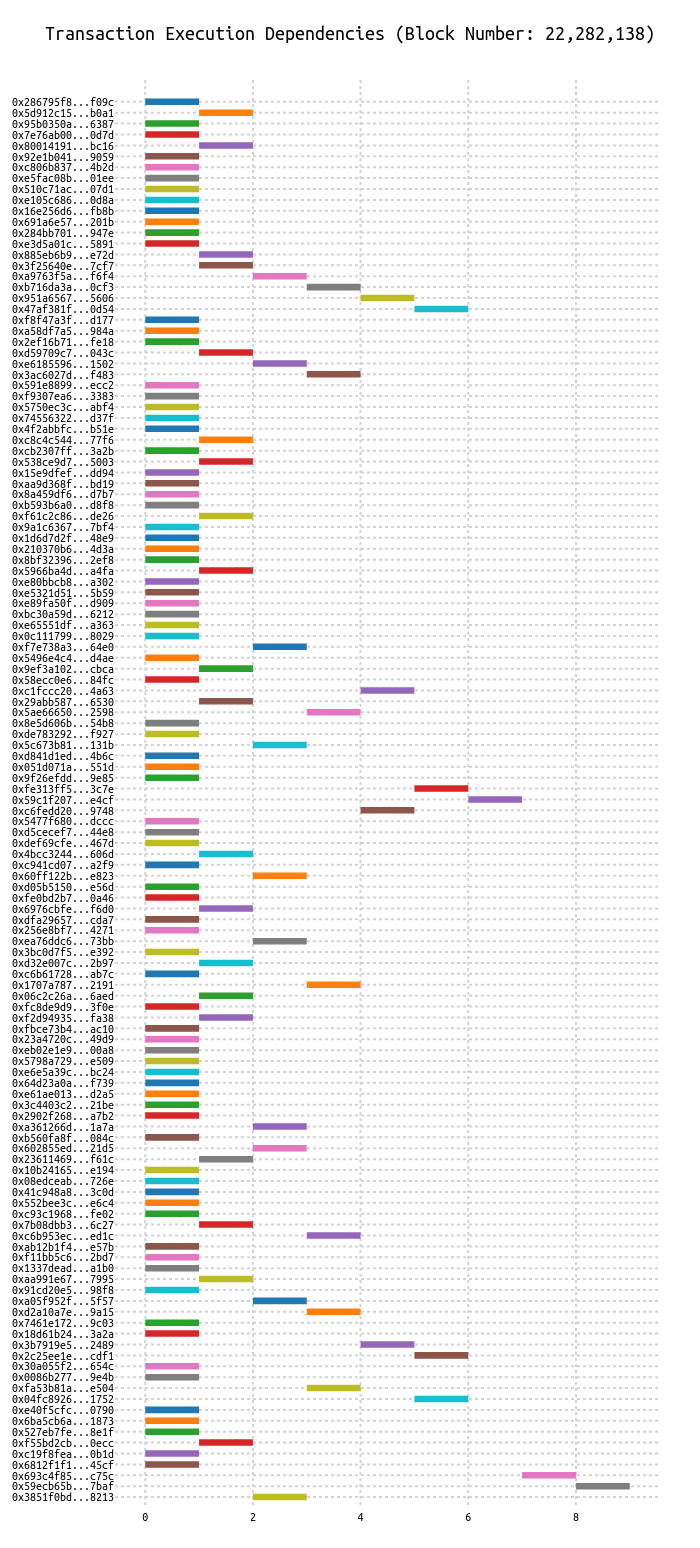 Transaction Execution Dependencies (Block Number: 22,282,138)
0x286795f8...f09c
0x5d912c15...b0a1
0x95b0350a...6387
0x7e76ab00...0d7d
0x80014191...bc16
0x92e1b041...9059
0xc806b837...4b2d
0xe5fac08b...01ee
0x510c71ac...07d1
0xe105c686...0d8a
0x16e256d6...fb8b
0x691a6e57...201b
0x284bb701...947e
0xe3d5a01c...5891
0x885eb6b9...e72d
0x3f25640e...7cf7
0xa9763f5a...f6f4
0xb716da3a...0cf3
0x951a6567...5606
0x47af381f...0d54
0xf8f47a3f...d177
0xa58df7a5...984a
0x2ef16b71...fe18
0xd59709c7...043c
0xe6185596...1502
0x3ac6027d...f483
0x591e8899...ecc2
0xf9307ea6...3383
0x5750ec3c...abf4
0x74556322...d37f
0x4f2abbfc...b51e
0xc8c4c544...77f6
0xcb2307ff...3a2b
0x538ce9d7...5003
0x15e9dfef...dd94
0xaa9d368f...bd19
0x8a459df6...d7b7
0xb593b6a0...d8f8
0xf61c2c86...de26
0x9a1c6367...7bf4
0x1d6d7d2f...48e9
0x210370b6...4d3a
0x8bf32396...2ef8
0x5966ba4d...a4fa
0xe80bbcb8...a302
0xe5321d51...5b59
0xe89fa50f...d909
0xbc30a59d...6212
0xe65551df...a363
0x0c111799...8029
0xf7e738a3...64e0
0x5496e4c4...d4ae
0x9ef3a102...cbca
0x58ecc0e6...84fc
0xc1fccc20...4a63
0x29abb587...6530
0x5ae66650...2598
0x8e5d606b...54b8
0xde783292...f927
0x5c673b81...131b
0xd841d1ed...4b6c
0x051d071a...551d
0x9f26efdd...9e85
0xfe313ff5...3c7e
0x59c1f207...e4cf
0xc6fedd20...9748
0x5477f680...dccc
0xd5cecef7...44e8
0xdef69cfe...467d
0x4bcc3244...606d
0xc941cd07...a2f9
0x60ff122b...e823
0xd05b5150...e56d
0xfe0bd2b7...0a46
0x6976cbfe...f6d0
0xdfa29657...cda7
0x256e8bf7...4271
0xea76ddc6...73bb
0x3bc0d7f5...e392
0xd32e007c...2b97
0xc6b61728...ab7c
0x1707a787...2191
0x06c2c26a...6aed
0xfc8de9d9...3f0e
0xf2d94935...fa38
0xfbce73b4...ac10
0x23a4720c...49d9
0xeb02e1e9...00a8
0x5798a729...e509
0xe6e5a39c...bc24
0x64d23a0a...f739
0xe61ae013...d2a5
0x3c4403c2...21be
0x2902f268...a7b2
0xa361266d...1a7a
0xb560fa8f...084c
0x602855ed...21d5
0x23611469...f61c
0x10b24165...e194
0x08edceab...726e
0x41c948a8...3c0d
0x552bee3c...e6c4
0xc93c1968...fe02
0x7b08dbb3...6c27
0xc6b953ec...ed1c
0xab12b1f4...e57b
0xf11bb5c6...2bd7
0x1337dead...a1b0
0xaa991e67...7995
0x91cd20e5...98f8
0xa05f952f...5f57
0xd2a10a7e...9a15
0x7461e172...9c03
0x18d61b24...3a2a
0x3b7919e5...2489
0x2c25ee1e...cdf1
0x30a055f2...654c
0x0086b277...9e4b
0xfa53b81a...e504
0x04fc8926...1752
0xe40f5cfc...0790
0x6ba5cb6a...1873
0x527eb7fe...8e1f
0xf55bd2cb...0ecc
0xc19f8fea...0b1d
0x6812f1f1...45cf
0x693c4f85...c75c
0x59ecb65b...7baf
0x3851f0bd...8213
0 2 4 6 8